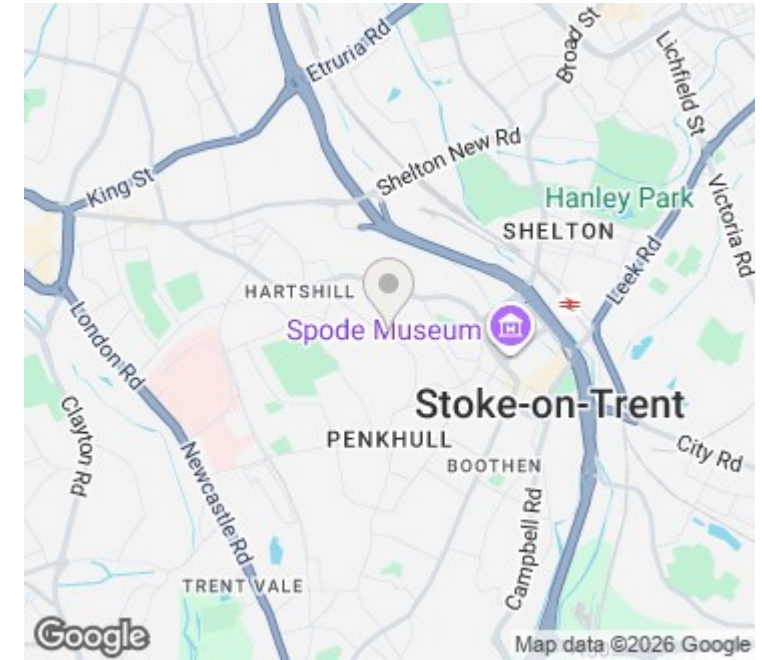 Etruria Rd
Broad St
Lichfield St
Shelton New Rd
King St
Hanley Park
Victoria Rd
SHELTON
Leek Rd
HARTSHILL
London Rd
Spode Museum
Stoke-on-Trent
Clayton Rd
PENKHULL
City Rd
BOOTHEN
Newcastle Rd
Campbell Rd
TRENT VALE
Google
Map data ©2026 Google